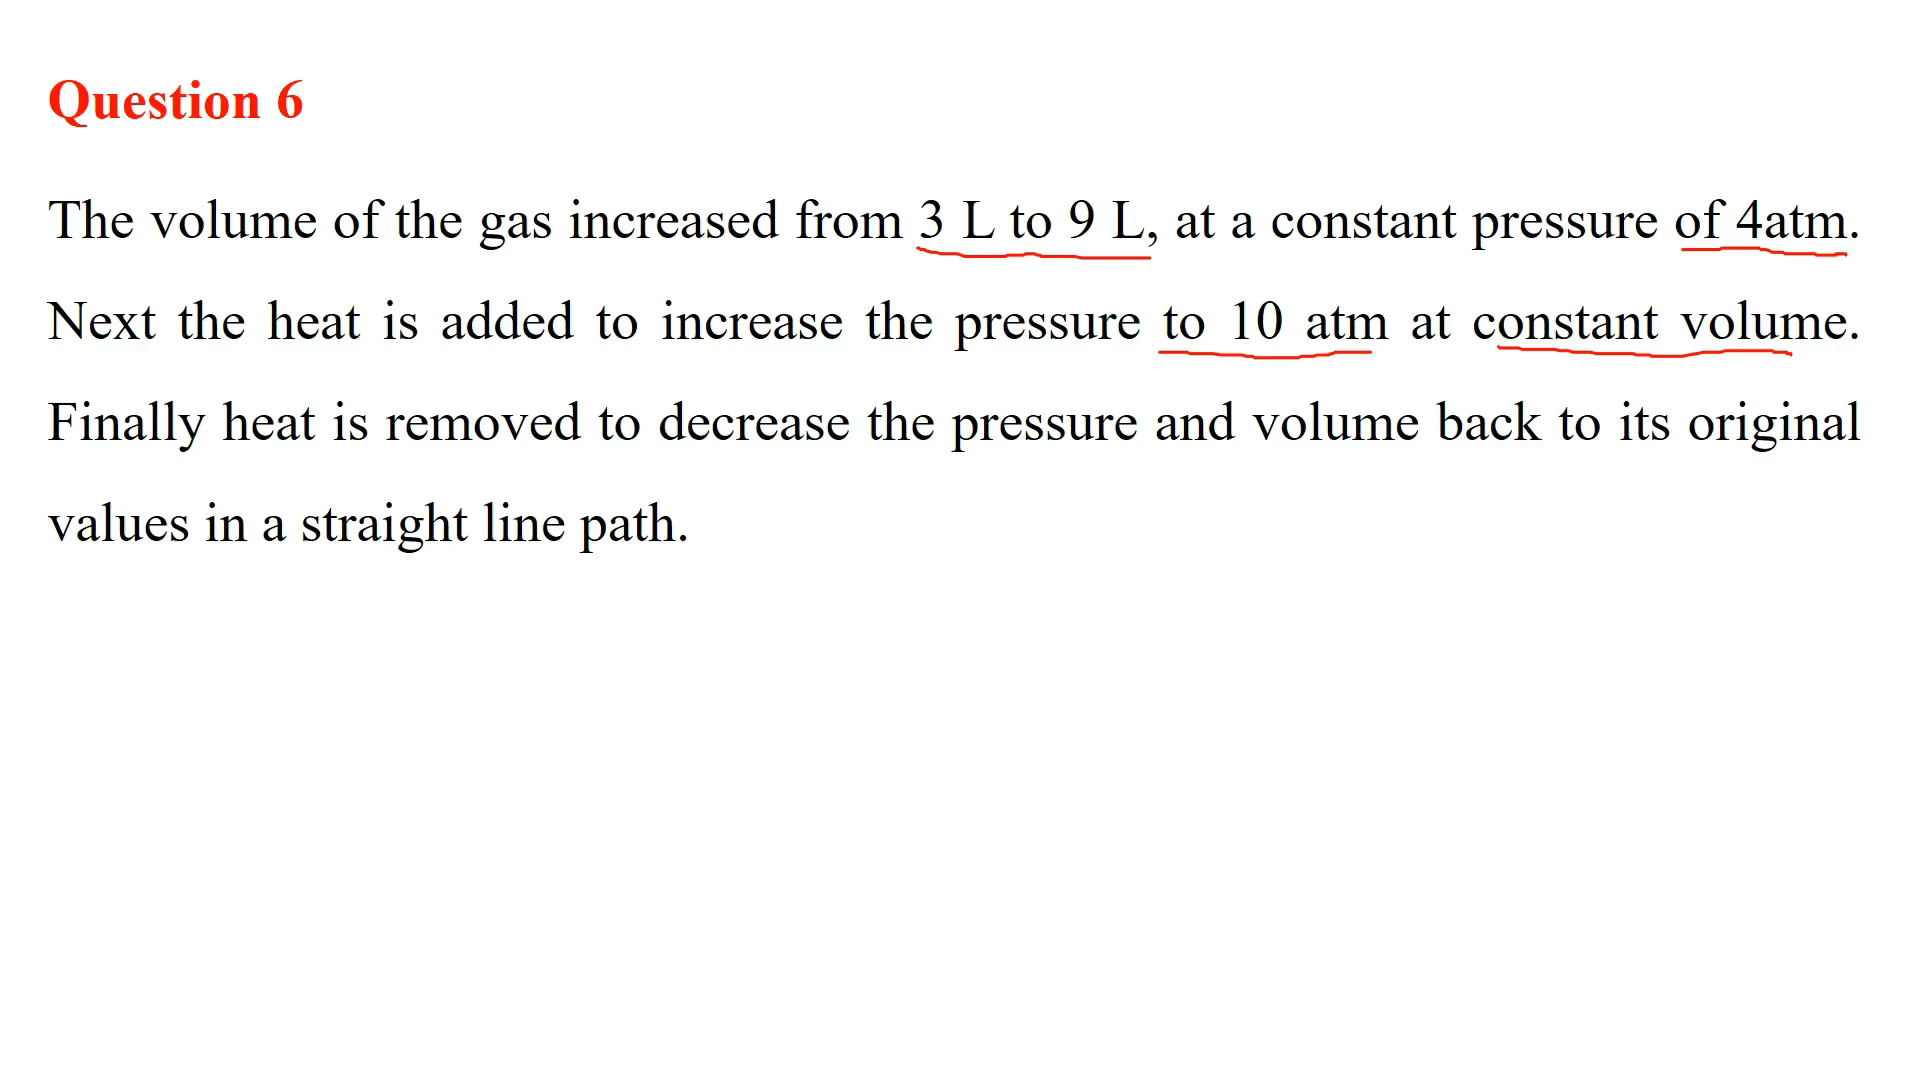 Question 6
The volume of the gas increased from 3 L to 9 L, at a constant pressure of 4atm.
Next the heat is added to increase the pressure to 10 atm at constant volume.
Finally heat is removed to decrease the pressure and volume back to its original
values in a straight line path.